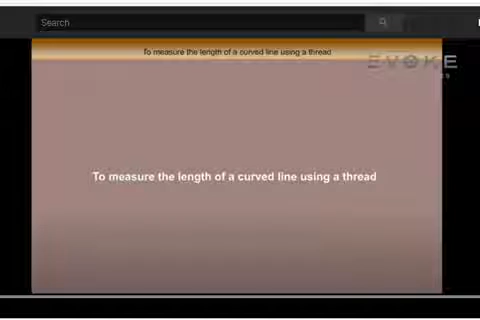 Search
To measure the length of a curved line using a thread
EVOKE
To measure the length of a curved line using a thread